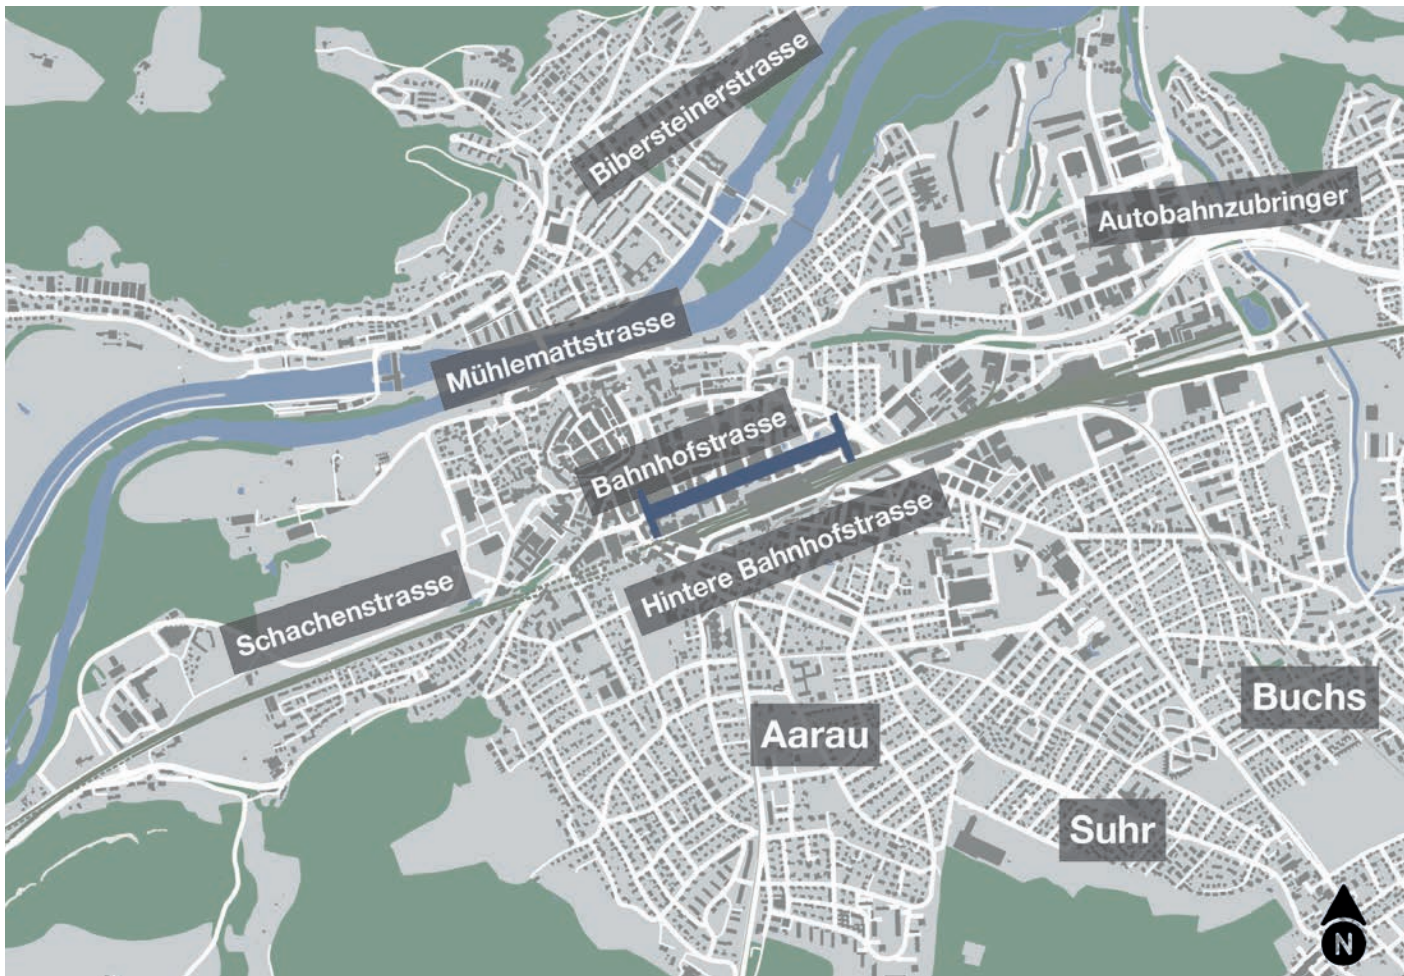 Bibersteinerstrasse
Autobahnzubringer
Mühlemattstrasse
Bahnhofstrasse
Hintere Bahnhofstrasse
Schachenstrasse
Buchs
Aarau
Suhr
N